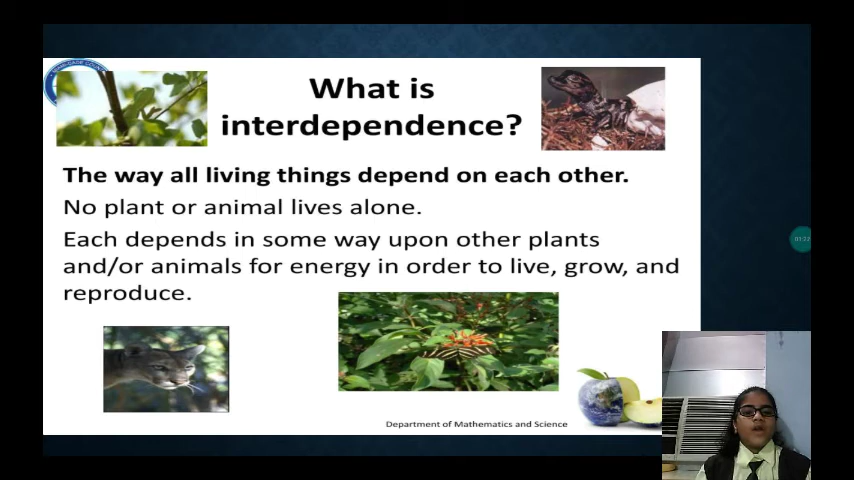 What is
interdependence?
The way all living things depend on each other.
No plant or animal lives alone.
Each depends in some way upon other plants
and/or animals for energy in order to live, grow, and
reproduce.
Department of Mathematics and Science